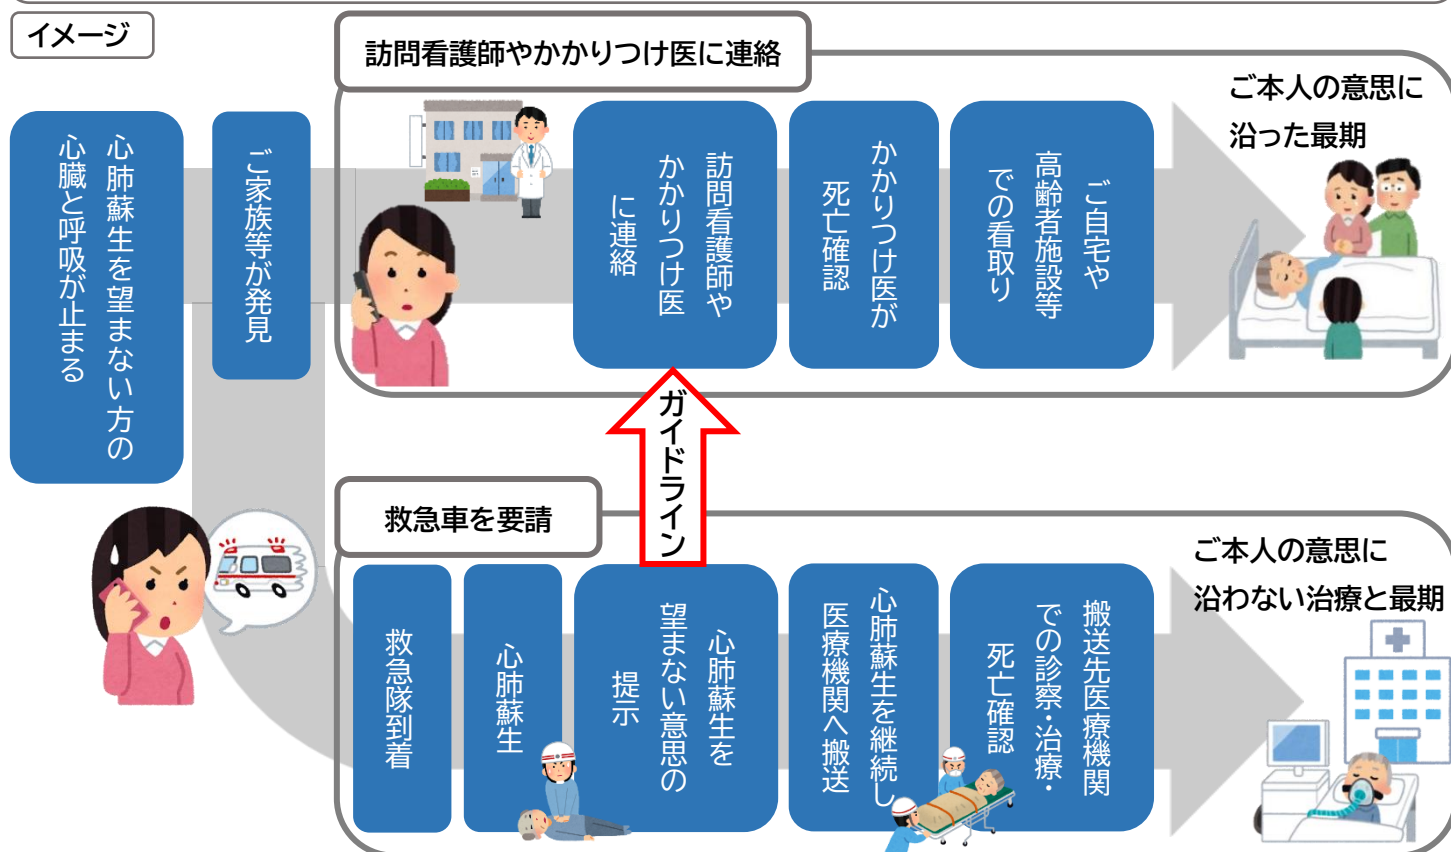 イメージ
心肺蘇生を望まない方の
心臓と呼吸が止まる
ご家族等が発見
訪問看護師やかかりつけ医に連絡
訪問看護師や
かかりつけ医
に連絡
かかりつけ医が
死亡確認
ご自宅や
高齢者施設等
での看取り
ご本人の意思に
沿った最期
ガイドライン
救急車を要請
救急隊到着
心肺蘇生
心肺蘇生を
望まない意思の
提示
心肺蘇生を継続し
医療機関へ搬送
搬送先医療機関
での診察・治療・
死亡確認
ご本人の意思に
沿わない治療と最期